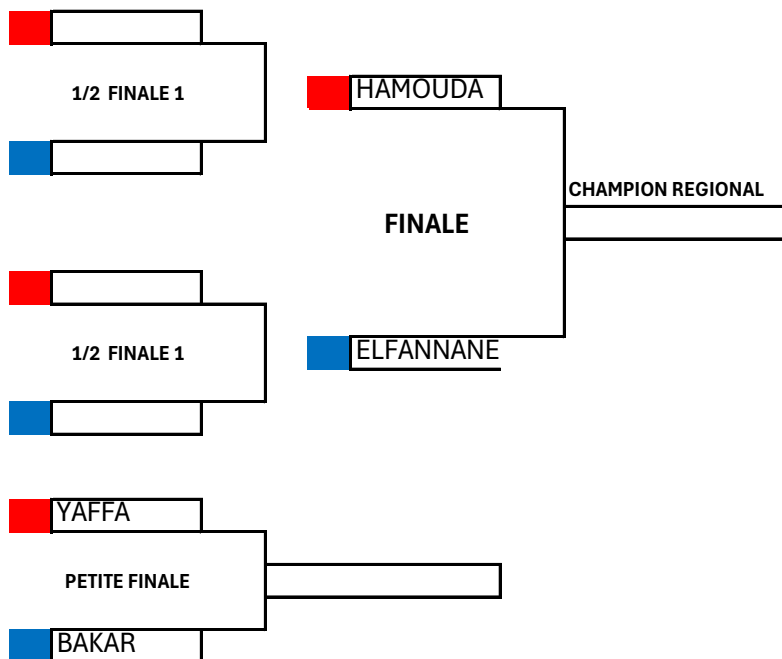 1/2 FINALE 1
HAMOUDA
CHAMPION REGIONAL
FINALE
1/2 FINALE 1
ELFANNANE
YAFFA
PETITE FINALE
BAKAR